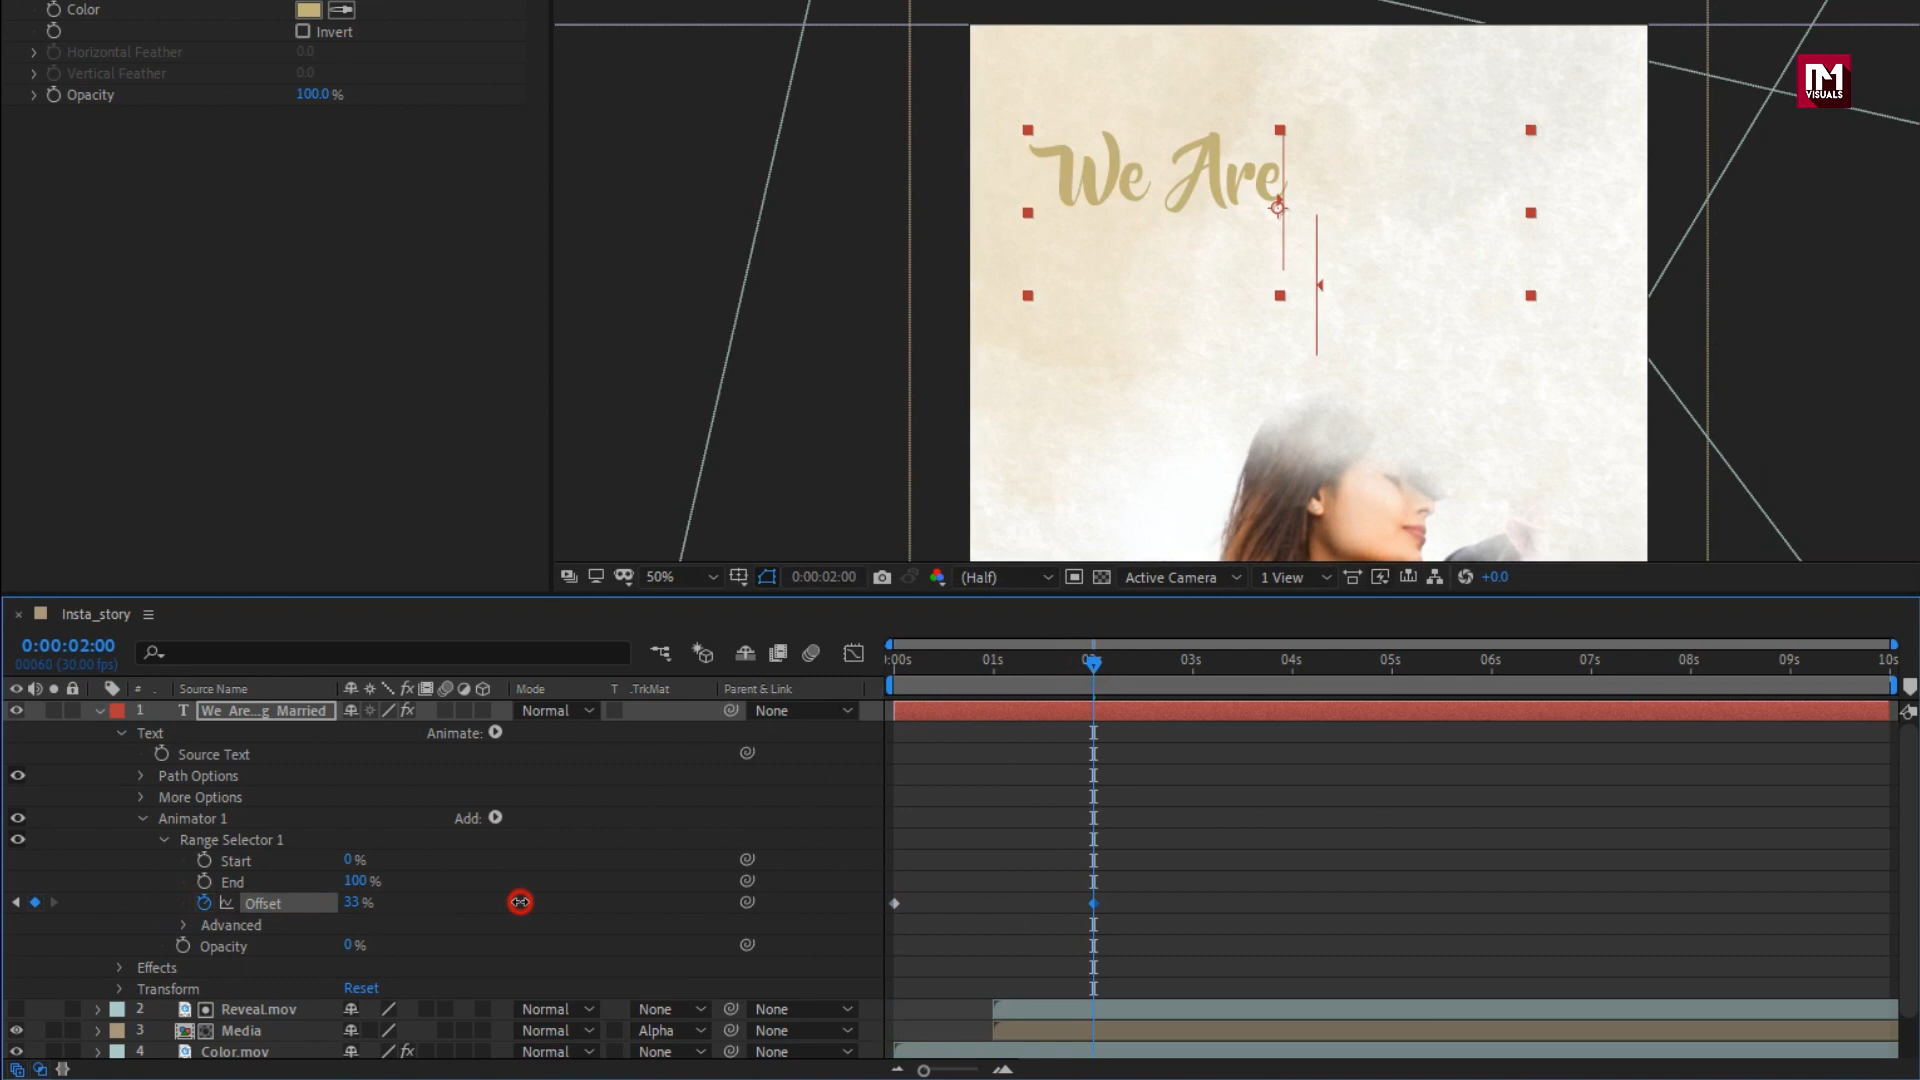 Color
Invert
Horizontal Feather 0.0
Vertical Feather 0.0
Opacity 100.0 %
M
VISUALS
We Are
50% 0:00:02:00 (Half) Active Camera 1 View +0.0
Insta_story
0:00:02:00
00060 (30.00 fps)
):00s 01s 02s 03s 04s 05s 06s 07s 08s 09s 10s
# . Source Name fx Mode T .TrkMat Parent & Link
1 T We Are...g Married fx Normal None
Text Animate:
Source Text
Path Options
More Options
Animator 1 Add:
Range Selector 1
Start 0 %
End 100 %
Offset 33 %
Advanced
Opacity 0 %
Effects
Transform Reset
2 Reveal.mov Normal None None
3 Media Normal Alpha None
4 Color.mov fx Normal None None